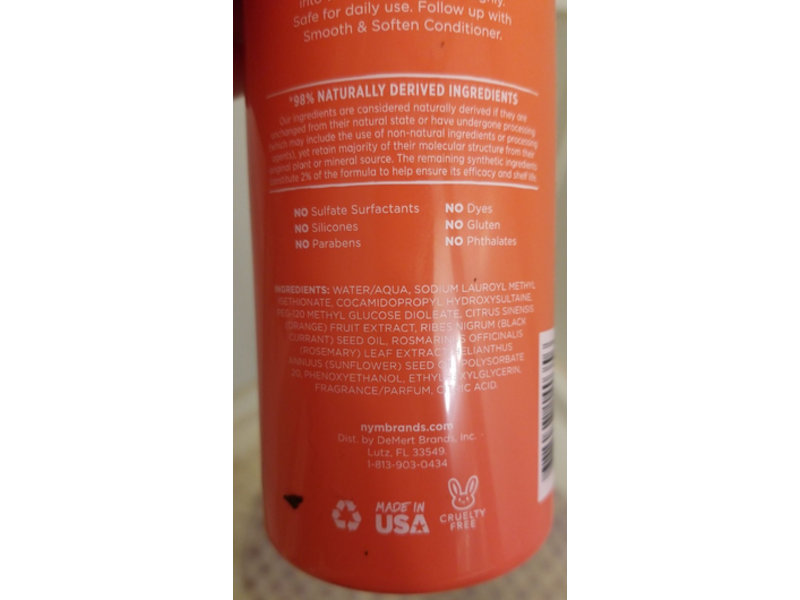 Safe for daily use. Follow up with
Smooth & Soften Conditioner.
*98% NATURALLY DERIVED INGREDIENTS
Our ingredients are considered naturally derived if they are
unchanged from their natural state or have undergone processing
(which may include the use of non-natural ingredients or processing
agents), yet retain majority of their molecular structure from their
original plant or mineral source. The remaining synthetic ingredients
constitute 2% of the formula to help ensure its efficacy and shelf life.
NO Sulfate Surfactants NO Dyes
NO Silicones NO Gluten
NO Parabens NO Phthalates
INGREDIENTS: WATER/AQUA, SODIUM LAUROYL METHYL
ISETHIONATE, COCAMIDOPROPYL HYDROXYSULTAINE,
PEG-120 METHYL GLUCOSE DIOLEATE, CITRUS SINENSIS
(ORANGE) FRUIT EXTRACT, RIBES NIGRUM (BLACK
CURRANT) SEED OIL, ROSMARINUS OFFICINALIS
(ROSEMARY) LEAF EXTRACT, HELIANTHUS
ANNUUS (SUNFLOWER) SEED OIL, POLYSORBATE
20, PHENOXYETHANOL, ETHYLHEXYLGLYCERIN,
FRAGRANCE/PARFUM, CITRIC ACID.
nymbrands.com
Dist. by DeMert Brands, Inc.
Lutz, FL 33549.
1-813-903-0434
MADE IN
USA
CRUELTY
FREE